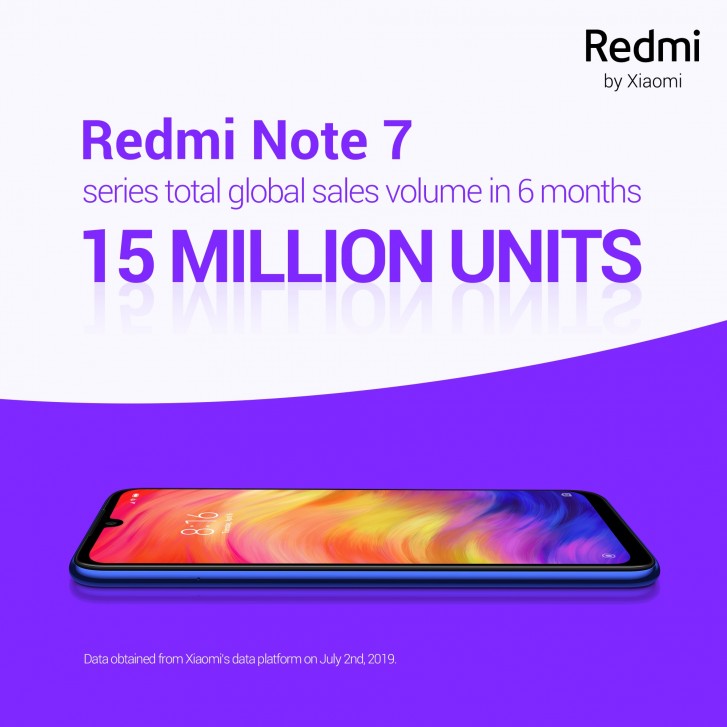 Redmi
by Xiaomi
Redmi Note 7
series total global sales volume in 6 months
15 MILLION UNITS
8:16
Data obtained from Xiaomi's data platform on July 2nd, 2019.